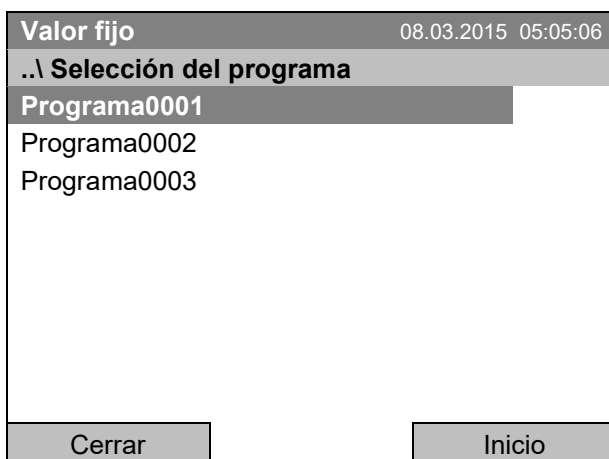 Valor fijo 08.03.2015 05:05:06
..\ Selección del programa
Programa0001
Programa0002
Programa0003
Cerrar Inicio